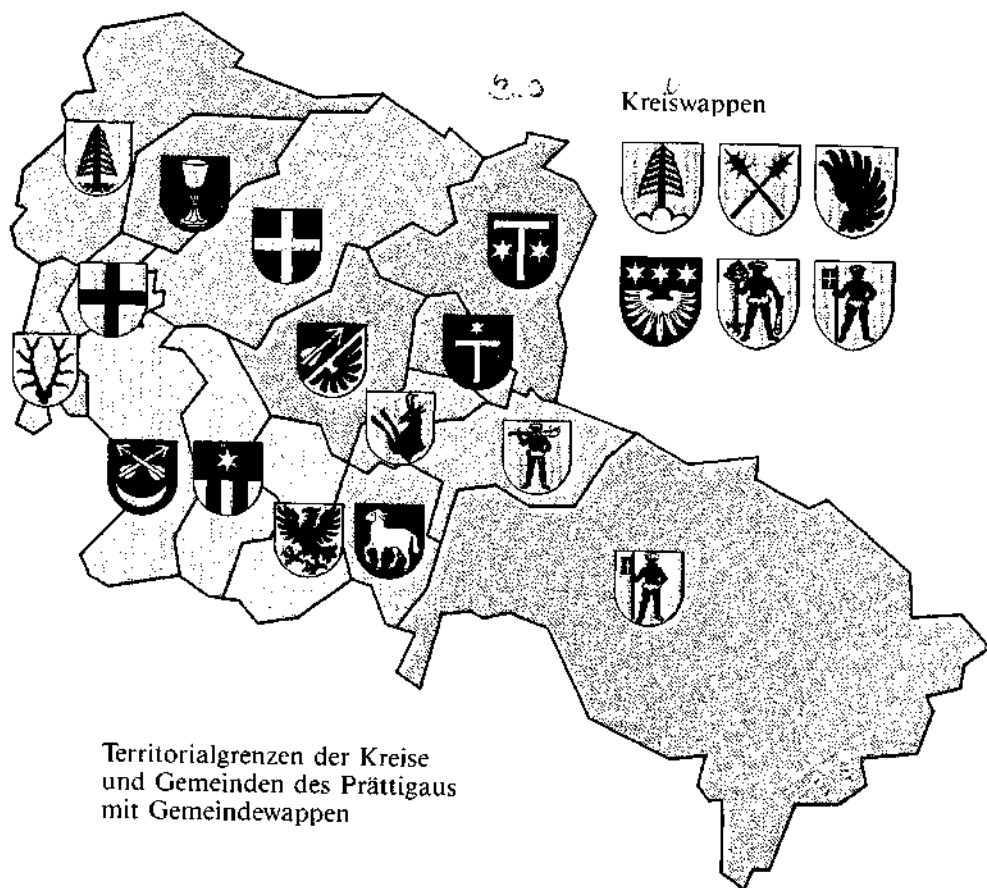 Kreiswappen
Territorialgrenzen der Kreise
und Gemeinden des Prättigaus
mit Gemeindewappen